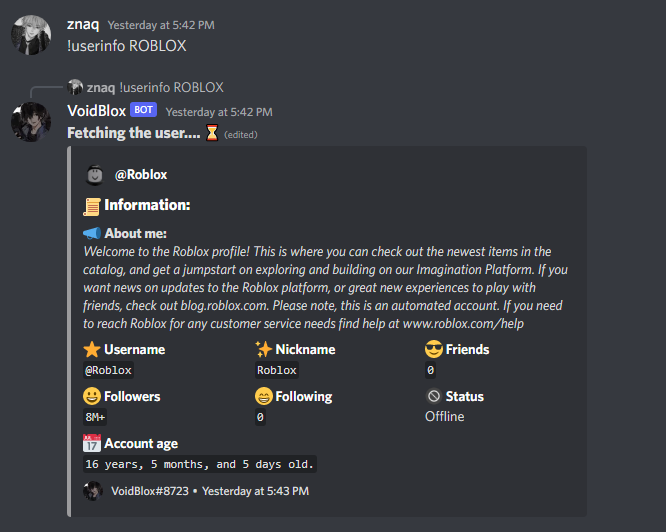 znaq Yesterday at 5:42 PM
!userinfo ROBLOX
znaq !userinfo ROBLOX
VoidBlox BOT Yesterday at 5:42 PM
Fetching the user.... ⏳ (edited)
@Roblox
📜 Information:
📣 About me:
Welcome to the Roblox profile! This is where you can check out the newest items in the
catalog, and get a jumpstart on exploring and building on our Imagination Platform. If you
want news on updates to the Roblox platform, or great new experiences to play with
friends, check out blog.roblox.com. Please note, this is an automated account. If you need
to reach Roblox for any customer service needs find help at www.roblox.com/help
⭐ Username ✨ Nickname 😎 Friends
@Roblox Roblox 0
😀 Followers 😁 Following 🚫 Status
8M+ 0 Offline
📅 Account age
16 years, 5 months, and 5 days old.
VoidBlox#8723 • Yesterday at 5:43 PM